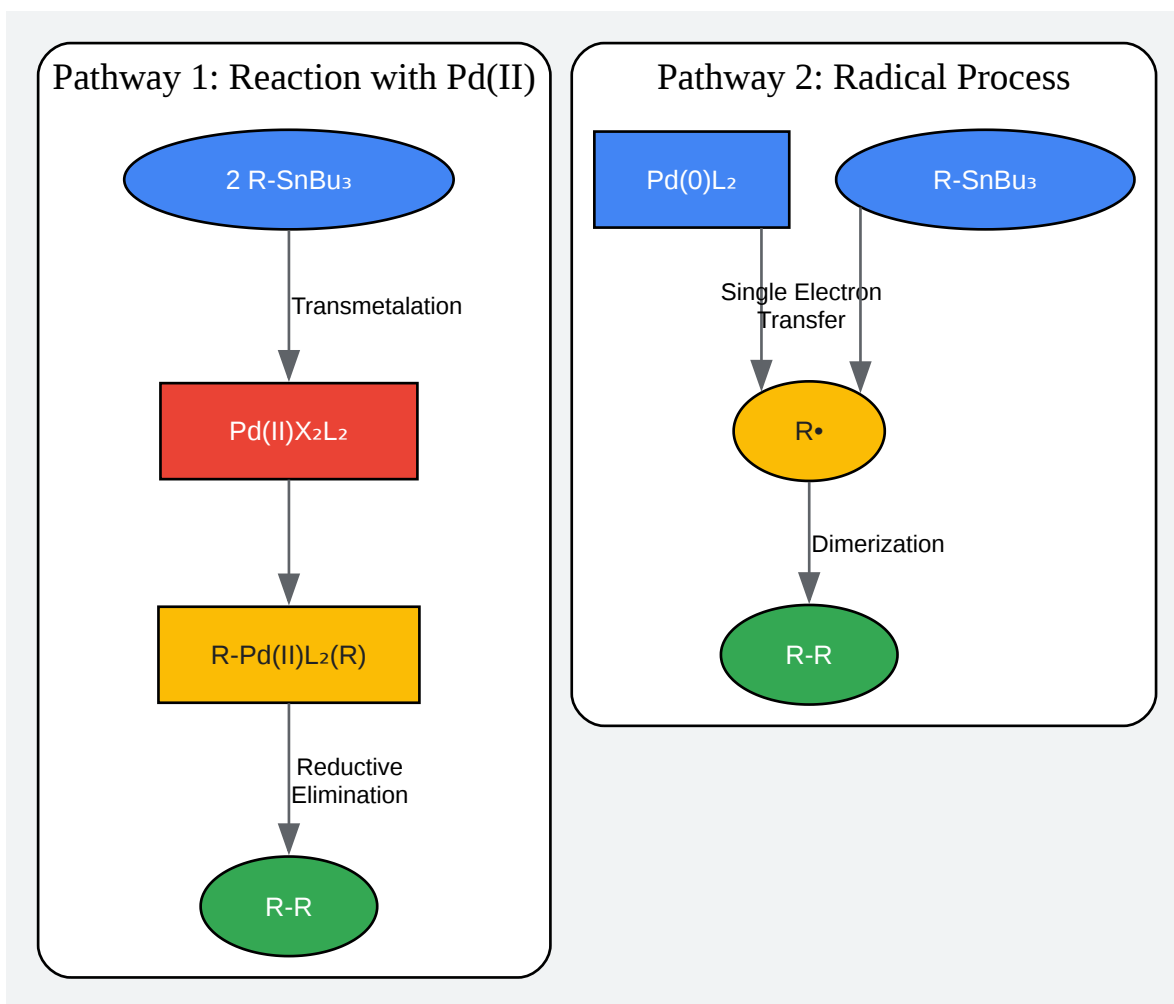 Pathway 1: Reaction with Pd(II)
2 R-SnBu₃
Transmetalation
Pd(II)X₂L₂
R-Pd(II)L₂(R)
Reductive
Elimination
R-R
Pathway 2: Radical Process
Pd(0)L₂
R-SnBu₃
Single Electron
Transfer
R•
Dimerization
R-R